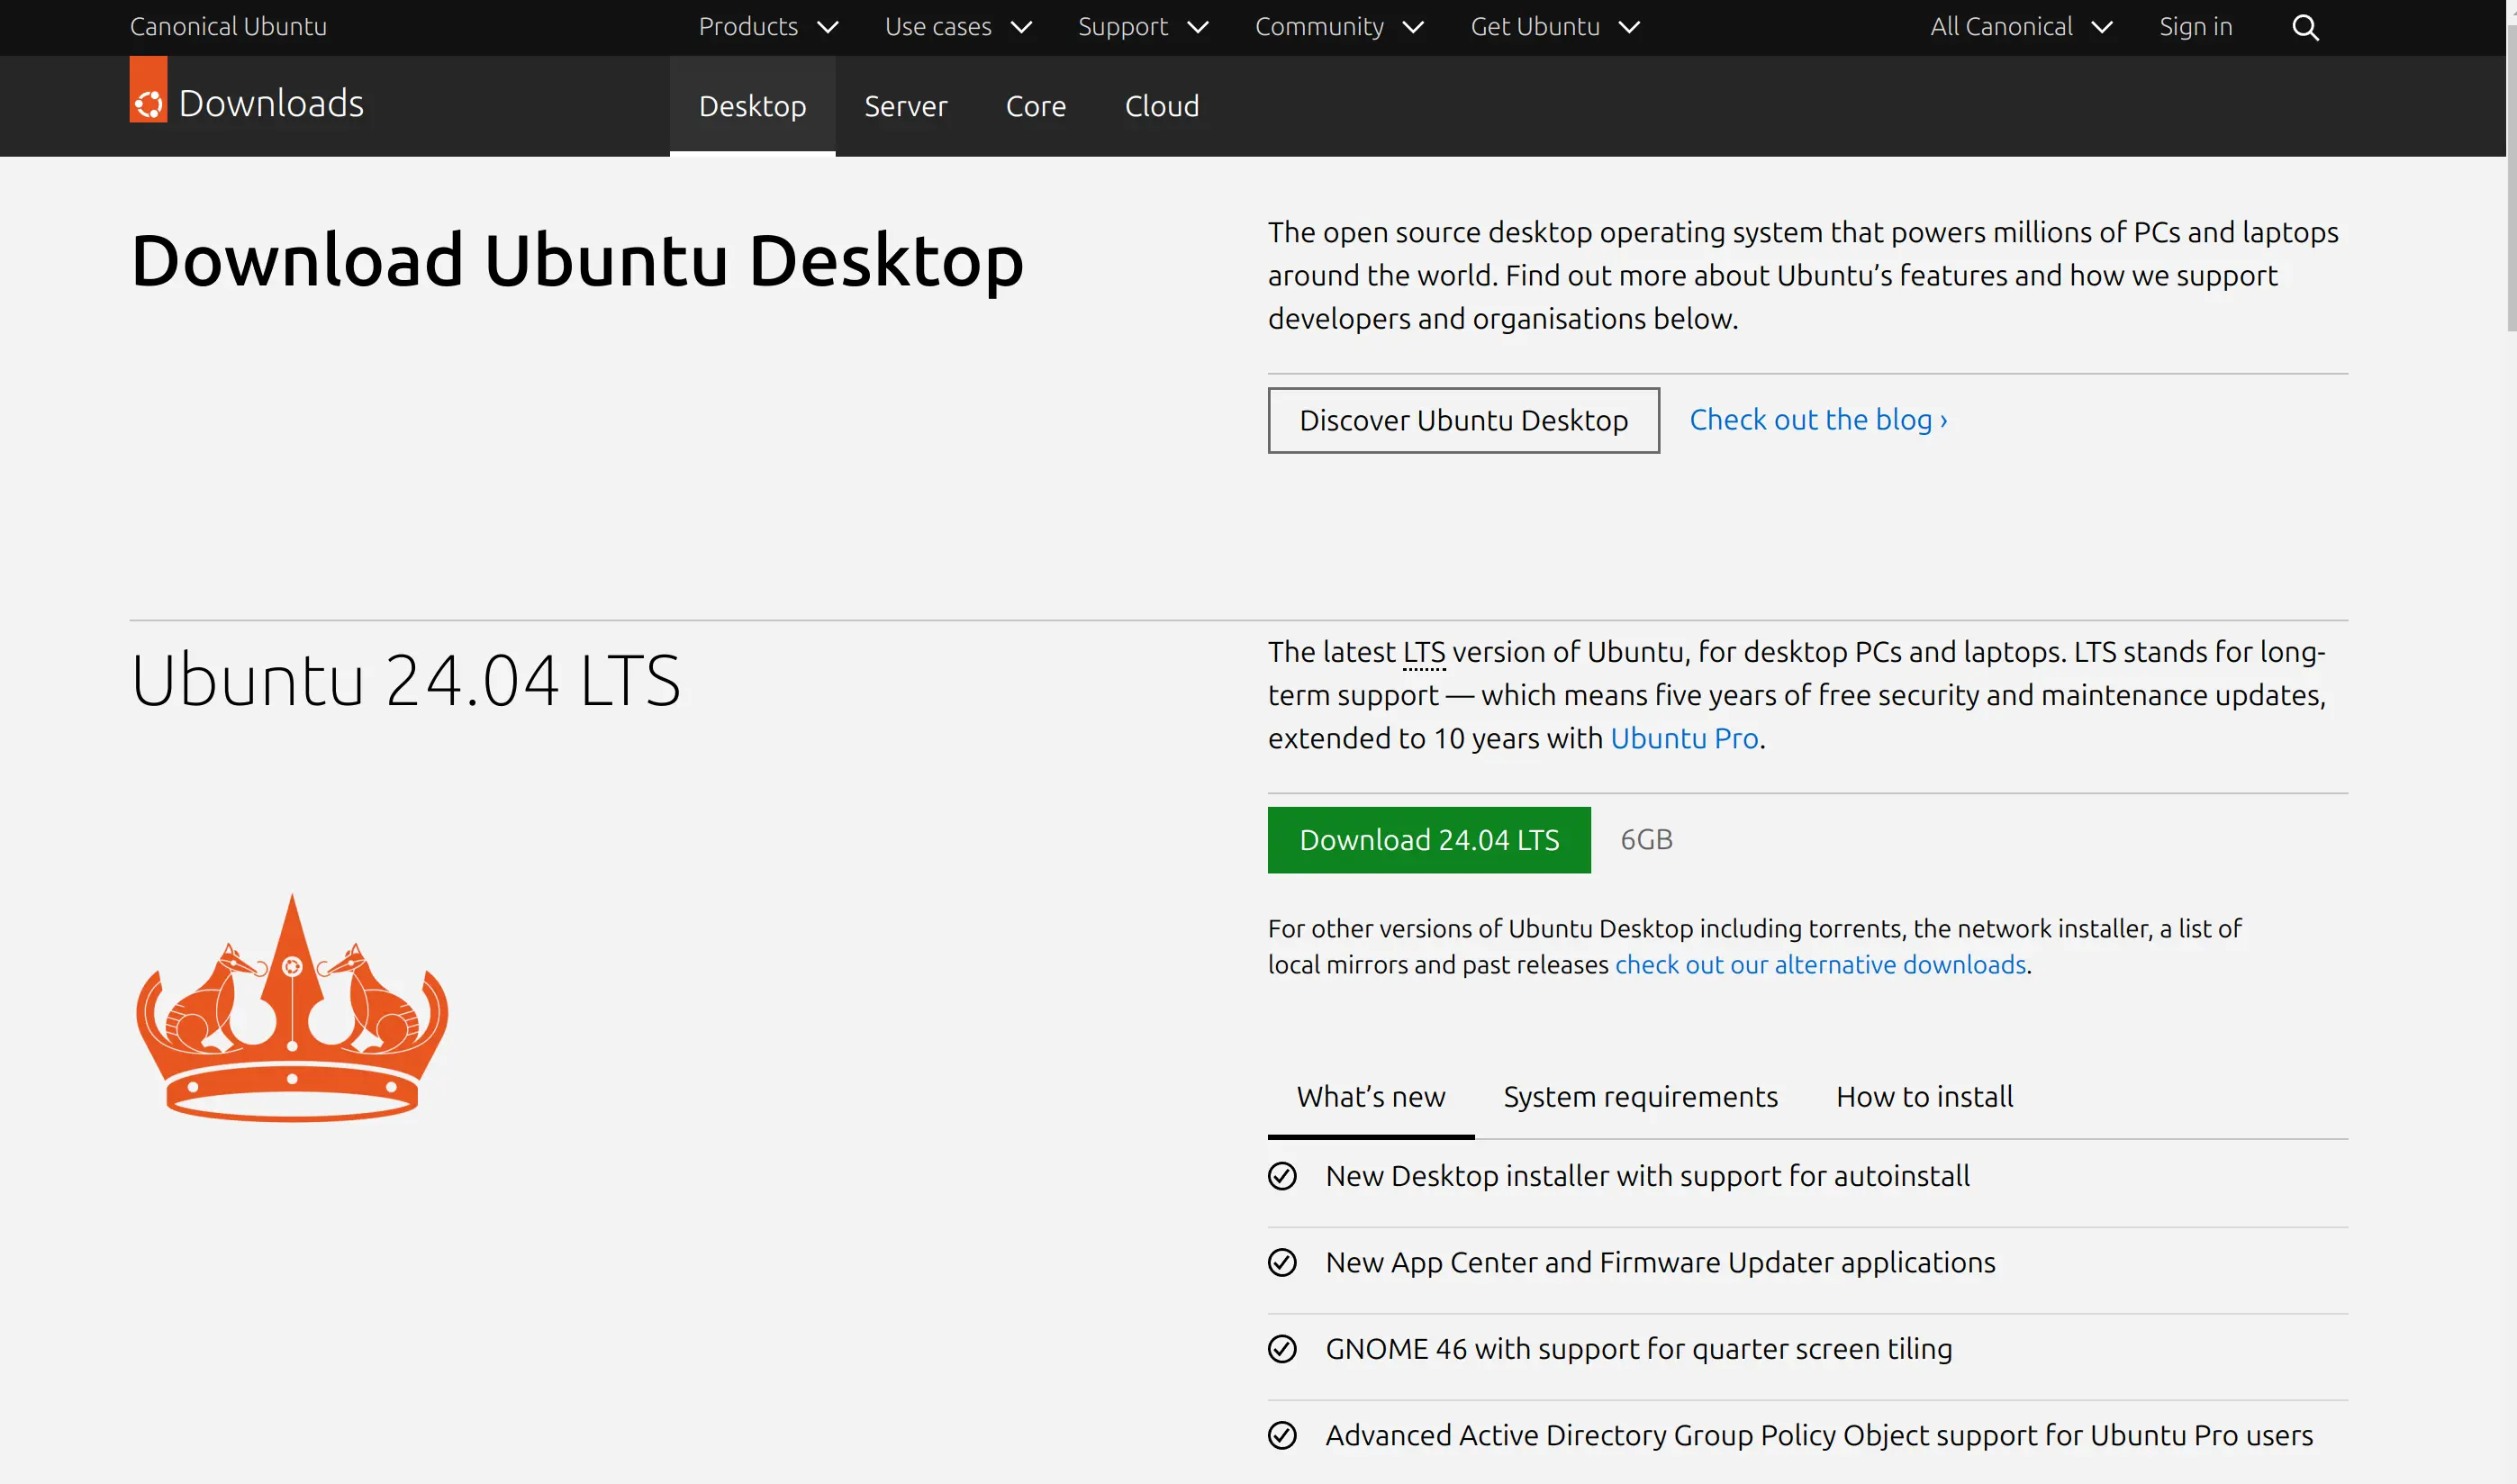 Canonical Ubuntu
Products
Use cases
Support
Community
Get Ubuntu
All Canonical
Sign in
Downloads
Desktop
Server
Core
Cloud
Download Ubuntu Desktop
The open source desktop operating system that powers millions of PCs and laptops
around the world. Find out more about Ubuntu’s features and how we support
developers and organisations below.
Discover Ubuntu Desktop
Check out the blog ›
Ubuntu 24.04 LTS
The latest LTS version of Ubuntu, for desktop PCs and laptops. LTS stands for long-
term support — which means five years of free security and maintenance updates,
extended to 10 years with Ubuntu Pro.
Download 24.04 LTS
6GB
For other versions of Ubuntu Desktop including torrents, the network installer, a list of
local mirrors and past releases check out our alternative downloads.
What’s new
System requirements
How to install
New Desktop installer with support for autoinstall
New App Center and Firmware Updater applications
GNOME 46 with support for quarter screen tiling
Advanced Active Directory Group Policy Object support for Ubuntu Pro users